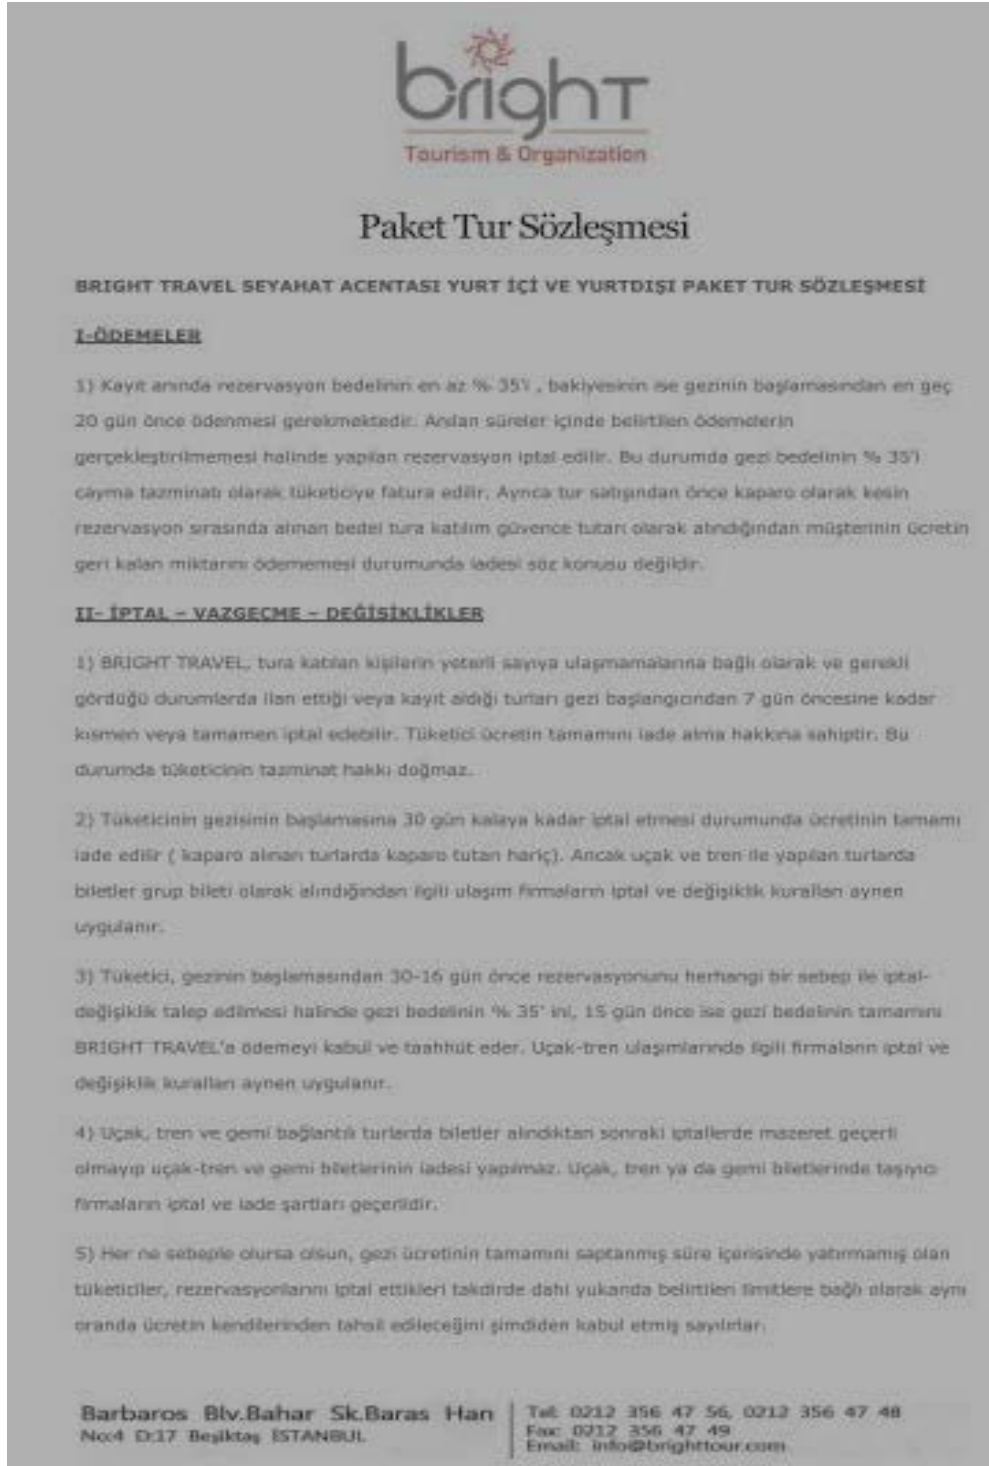 brighT
Tourism & Organization
Paket Tur Sözleşmesi
BRIGHT TRAVEL SEYAHAT ACENTASI YURT İÇİ VE YURTDIŞI PAKET TUR SÖZLEŞMESİ
I-ÖDEMELER
1) Kayıt anında rezervasyon bedelinin en az % 35'i , bakiyesinin ise gezinin başlamasından en geç
20 gün önce ödenmesi gerekmektedir. Anılan süreler içinde belirtilen ödemelerin
gerçekleştirilmemesi halinde yapılan rezervasyon iptal edilir. Bu durumda gezi bedelinin % 35'i
cayma tazminatı olarak tüketiciye fatura edilir. Ayrıca tur satışından önce kaparo olarak kesin
rezervasyon sırasında alınan bedel tura katılım güvence tutarı olarak alındığından müşterinin ücretin
geri kalan miktarını ödememesi durumunda iadesi söz konusu değildir.
II- İPTAL – VAZGEÇME – DEĞİSİKLİKLER
1) BRIGHT TRAVEL, tura katılan kişilerin yeterli sayıya ulaşmamalarına bağlı olarak ve gerekli
gördüğü durumlarda ilan ettiği veya kayıt aldığı turları gezi başlangıcından 7 gün öncesine kadar
kısmen veya tamamen iptal edebilir. Tüketici ücretin tamamını iade alma hakkına sahiptir. Bu
durumda tüketicinin tazminat hakkı doğmaz.
2) Tüketicinin gezisinin başlamasına 30 gün kalaya kadar iptal etmesi durumunda ücretinin tamamı
iade edilir ( kaparo alınan turlarda kaparo tutarı hariç). Ancak uçak ve tren ile yapılan turlarda
biletler grup bileti olarak alındığından ilgili ulaşım firmaların iptal ve değişiklik kuralları aynen
uygulanır.
3) Tüketici, gezinin başlamasından 30-16 gün önce rezervasyonunu herhangi bir sebep ile iptal-
değişiklik talep edilmesi halinde gezi bedelinin % 35' ini, 15 gün önce ise gezi bedelinin tamamını
BRIGHT TRAVEL'a ödemeyi kabul ve taahhüt eder. Uçak-tren ulaşımlarında ilgili firmaların iptal ve
değişiklik kuralları aynen uygulanır.
4) Uçak, tren ve gemi bağlantılı turlarda biletler alındıktan sonraki iptallerde mazeret geçerli
olmayıp uçak-tren ve gemi biletlerinin iadesi yapılmaz. Uçak, tren ya da gemi biletlerinde taşıyıcı
firmaların iptal ve iade şartları geçerlidir.
5) Her ne sebeple olursa olsun, gezi ücretinin tamamını saptanmış süre içerisinde yatırmamış olan
tüketiciler, rezervasyonlarını iptal ettikleri takdirde dahi yukarıda belirtilen limitlere bağlı olarak aynı
oranda ücretin kendilerinden tahsil edileceğini şimdiden kabul etmiş sayılırlar.
Barbaros Blv.Bahar Sk.Baras Han
No:4 D:17 Beşiktaş İSTANBUL
Tel: 0212 356 47 56, 0212 356 47 48
Fax: 0212 356 47 49
Email: info@brighttour.com